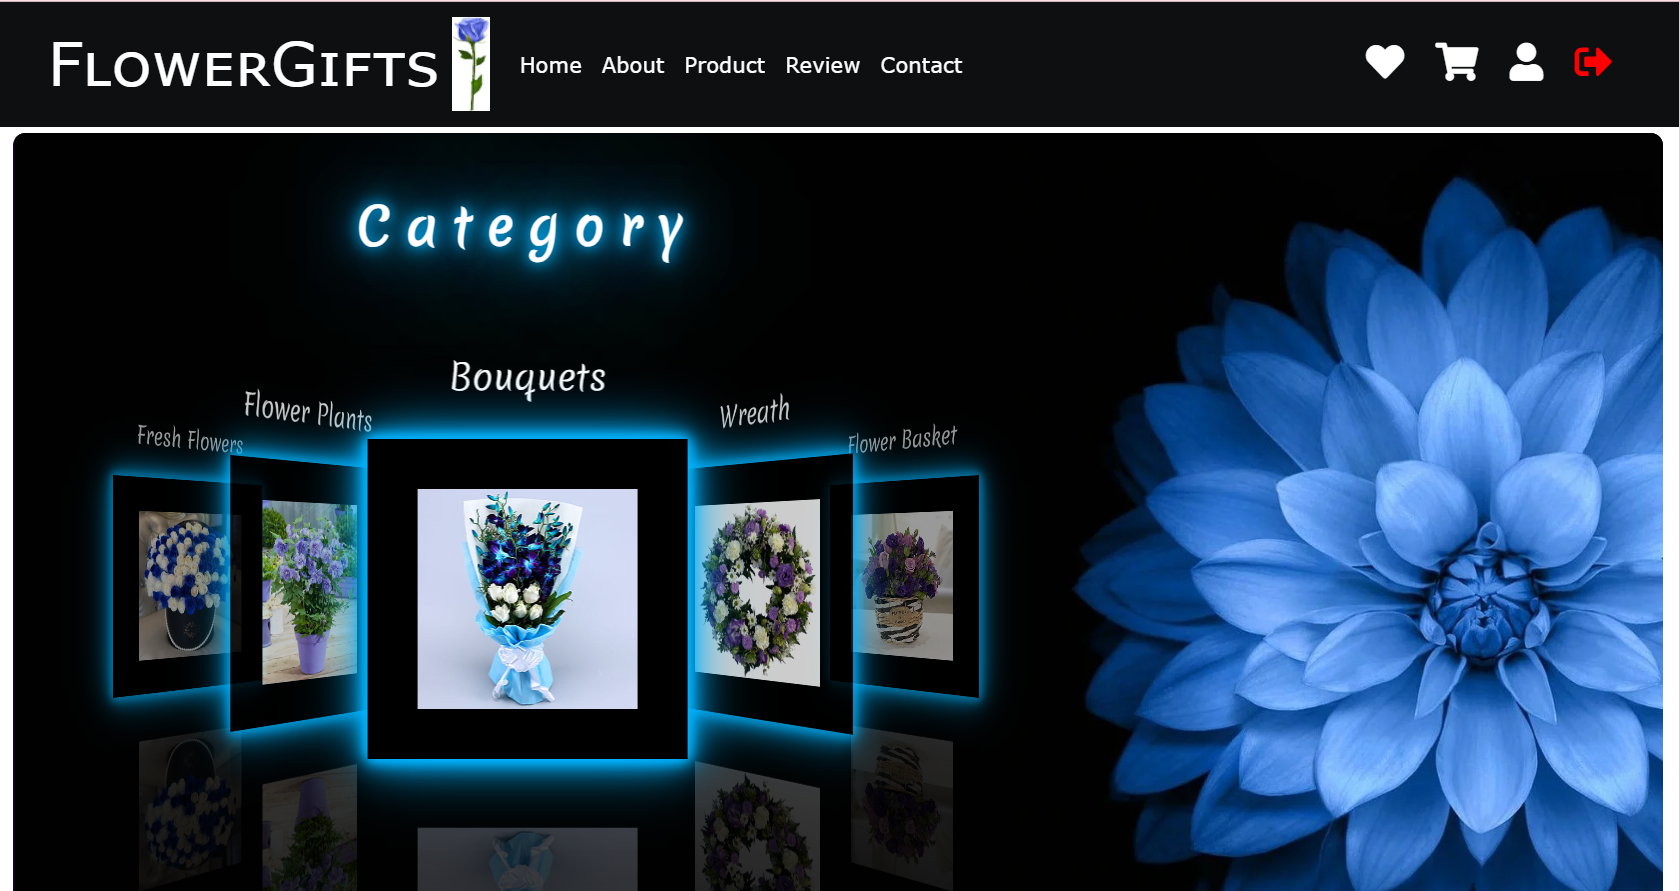 FlowerGifts
Home About Product Review Contact
Category
Fresh Flowers
Flower Plants
Bouquets
Wreath
Flower Basket